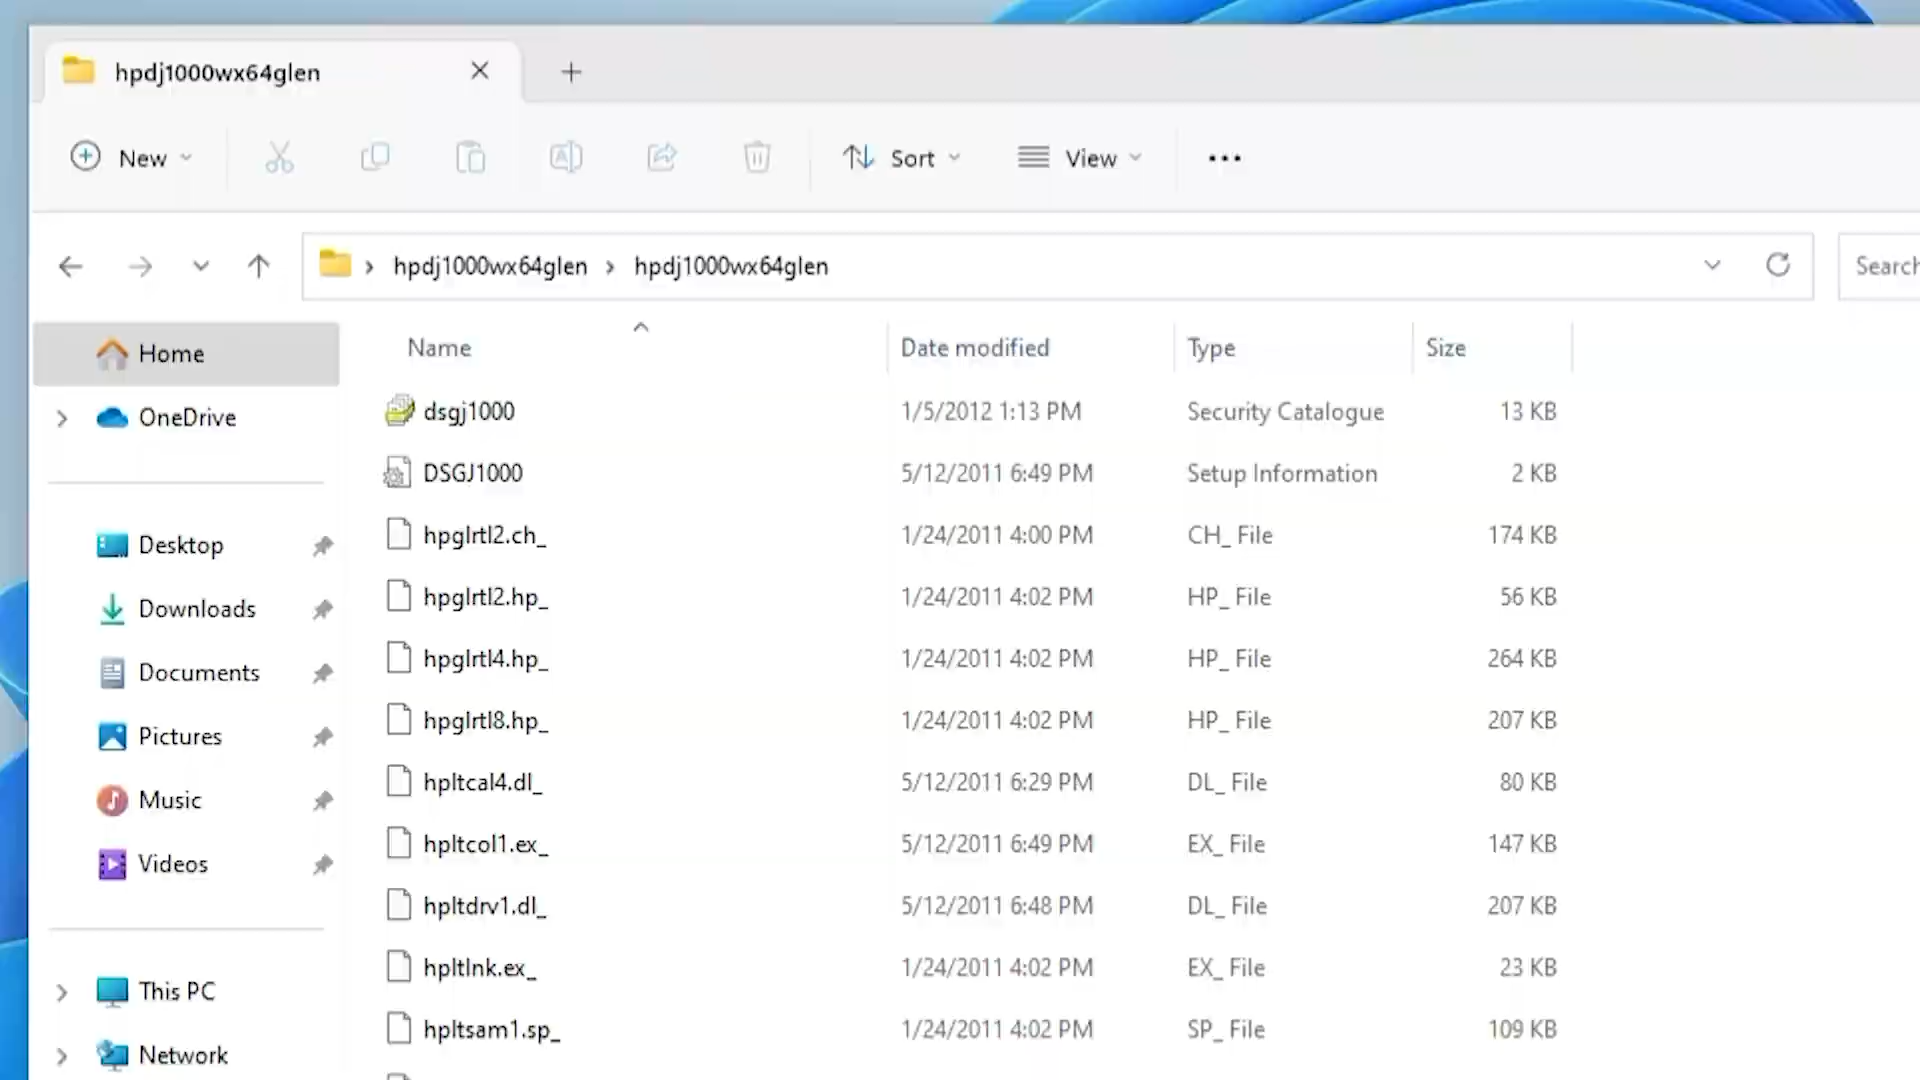 hpdj1000wx64glen
New
Sort
View
hpdj1000wx64glen
hpdj1000wx64glen
Search
Home
OneDrive
Desktop
Downloads
Documents
Pictures
Music
Videos
This PC
Network
Name Date modified Type Size
dsgj1000 1/5/2012 1:13 PM Security Catalogue 13 KB
DSGJ1000 5/12/2011 6:49 PM Setup Information 2 KB
hpglrtl2.ch_ 1/24/2011 4:00 PM CH_ File 174 KB
hpglrtl2.hp_ 1/24/2011 4:02 PM HP_ File 56 KB
hpglrtl4.hp_ 1/24/2011 4:02 PM HP_ File 264 KB
hpglrtl8.hp_ 1/24/2011 4:02 PM HP_ File 207 KB
hpltcal4.dl_ 5/12/2011 6:29 PM DL_ File 80 KB
hpltcol1.ex_ 5/12/2011 6:49 PM EX_ File 147 KB
hpltdrv1.dl_ 5/12/2011 6:48 PM DL_ File 207 KB
hpltlnk.ex_ 1/24/2011 4:02 PM EX_ File 23 KB
hpltsam1.sp_ 1/24/2011 4:02 PM SP_ File 109 KB